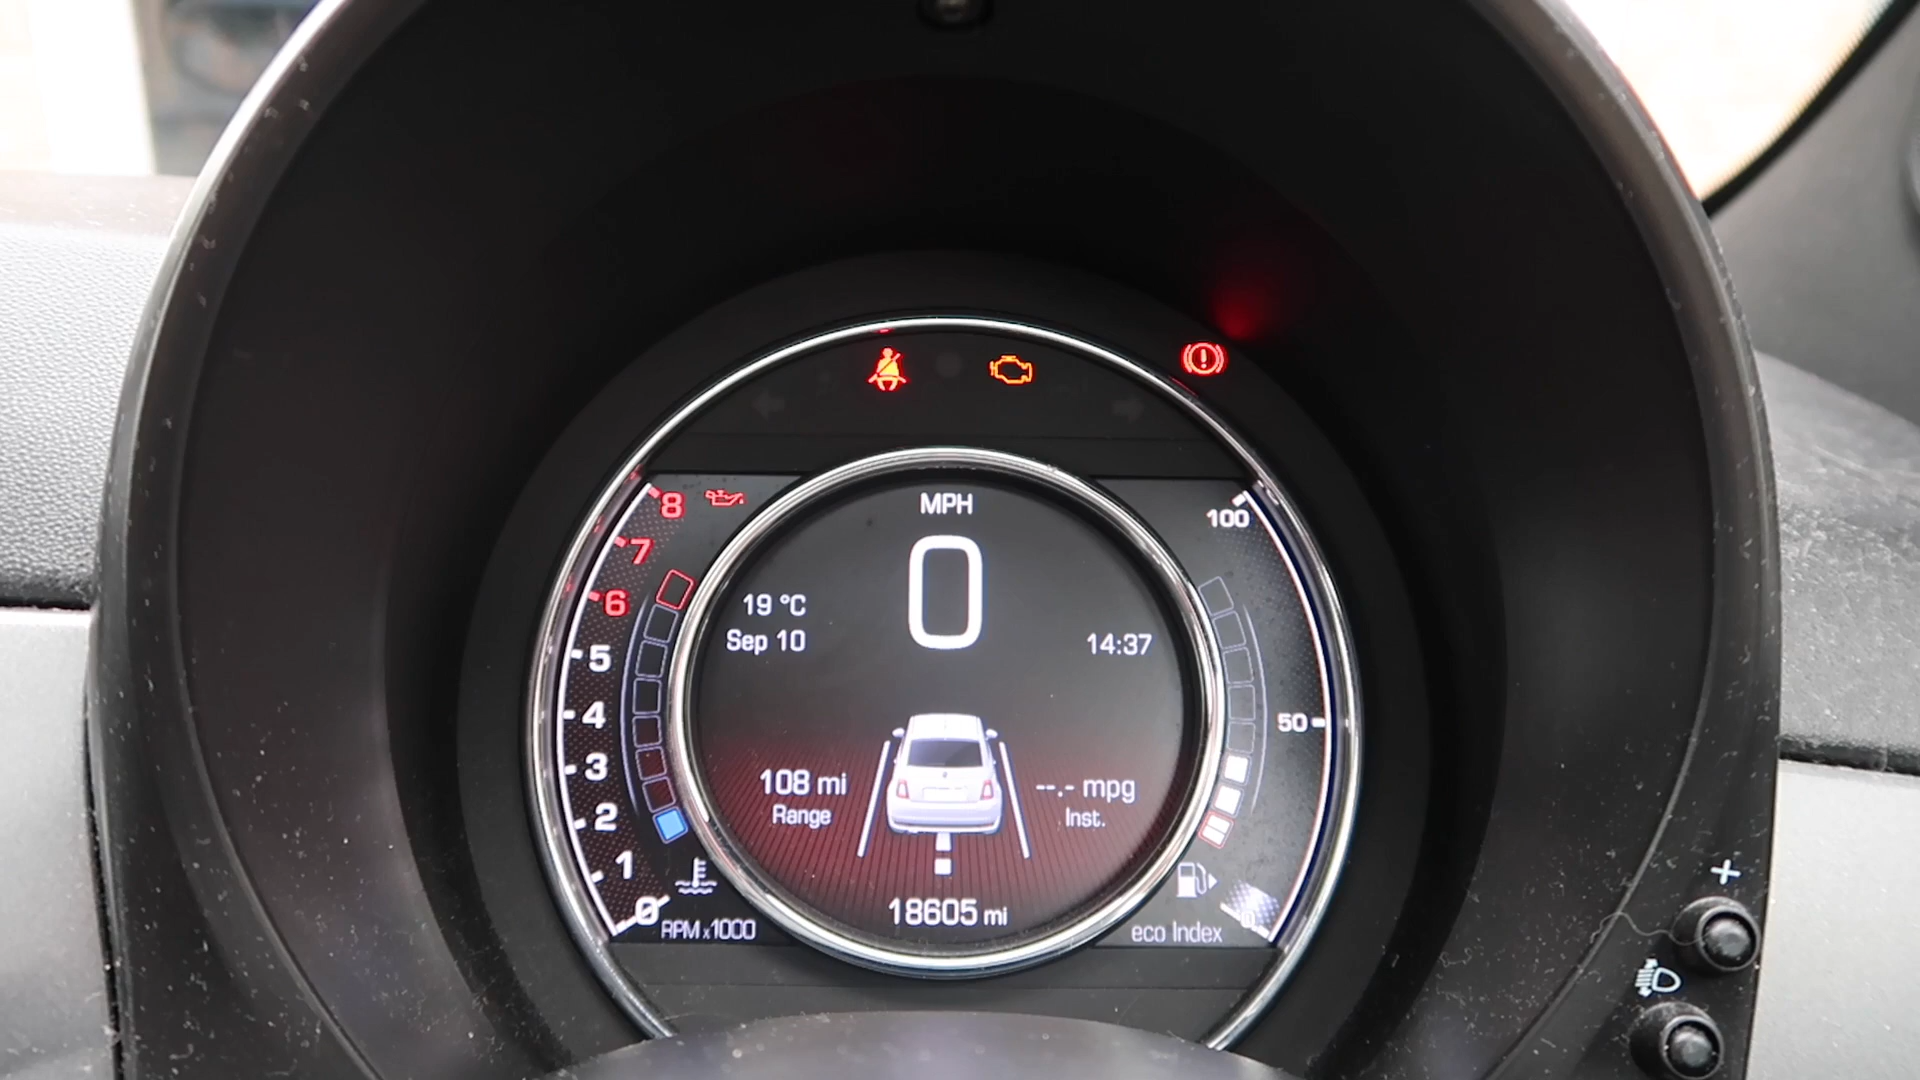 MPH
0
19 °C
Sep 10
14:37
108 mi
Range
--.- mpg
Inst.
18605 mi
8
7
6
5
4
3
2
1
0
RPM x1000
100
50
0
eco Index
+